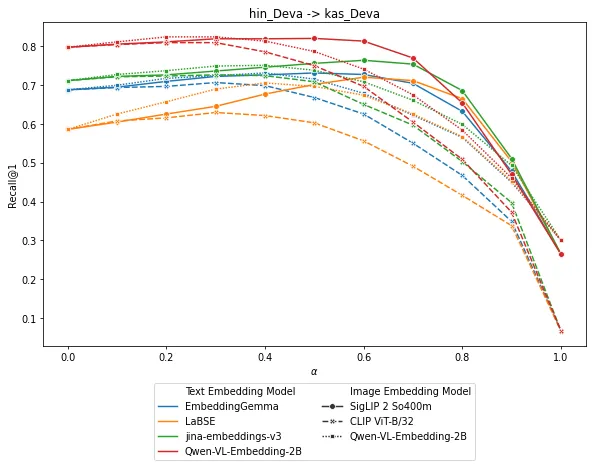 hin_Deva -> kas_Deva
Recall@1
0.8
0.7
0.6
0.5
0.4
0.3
0.2
0.1
0.0 0.2 0.4 0.6 0.8 1.0
α
Text Embedding Model
EmbeddingGemma
LaBSE
jina-embeddings-v3
Qwen-VL-Embedding-2B
Image Embedding Model
SigLIP 2 So400m
CLIP ViT-B/32
Qwen-VL-Embedding-2B